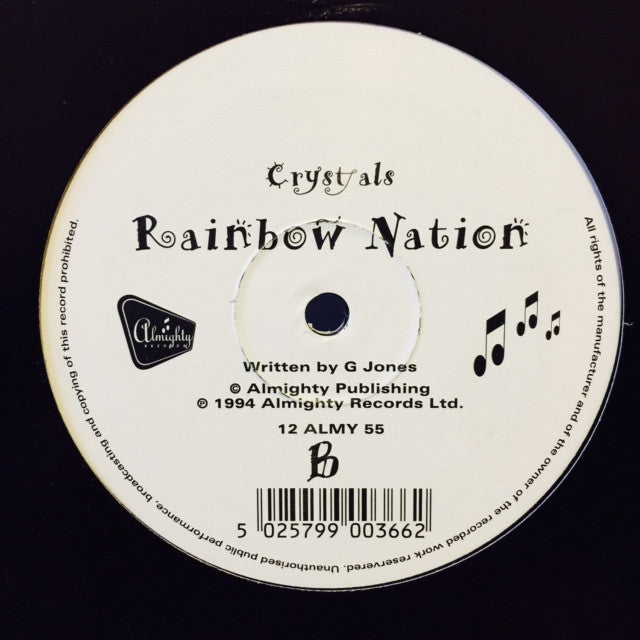 Crystals
Rainbow Nation
Almighty
RECORDS
Written by G Jones
© Almighty Publishing
℗ 1994 Almighty Records Ltd.
12 ALMY 55
B
5 025799 003662
All rights of the manufacturer and of the owner of the recorded work reservered. Unauthorised public performance, broadcasting and copying of this record prohibited.